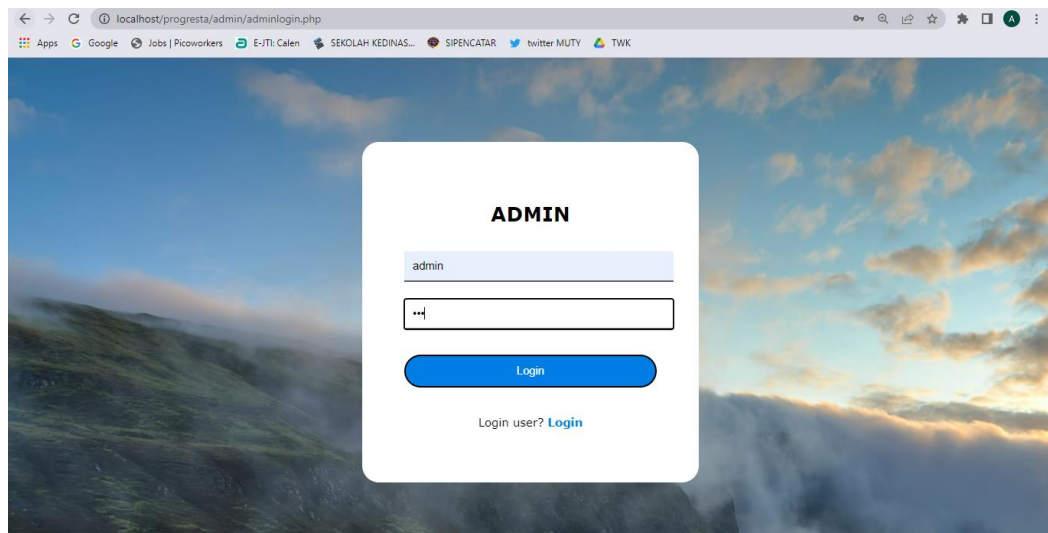 localhost/progresta/admin/adminlogin.php
A
Apps Google Jobs | Picoworkers E-JTI: Calen SEKOLAH KEDINAS... SIPENCATAR twitter MUTY TWK
ADMIN
admin
•••
Login
Login user? Login